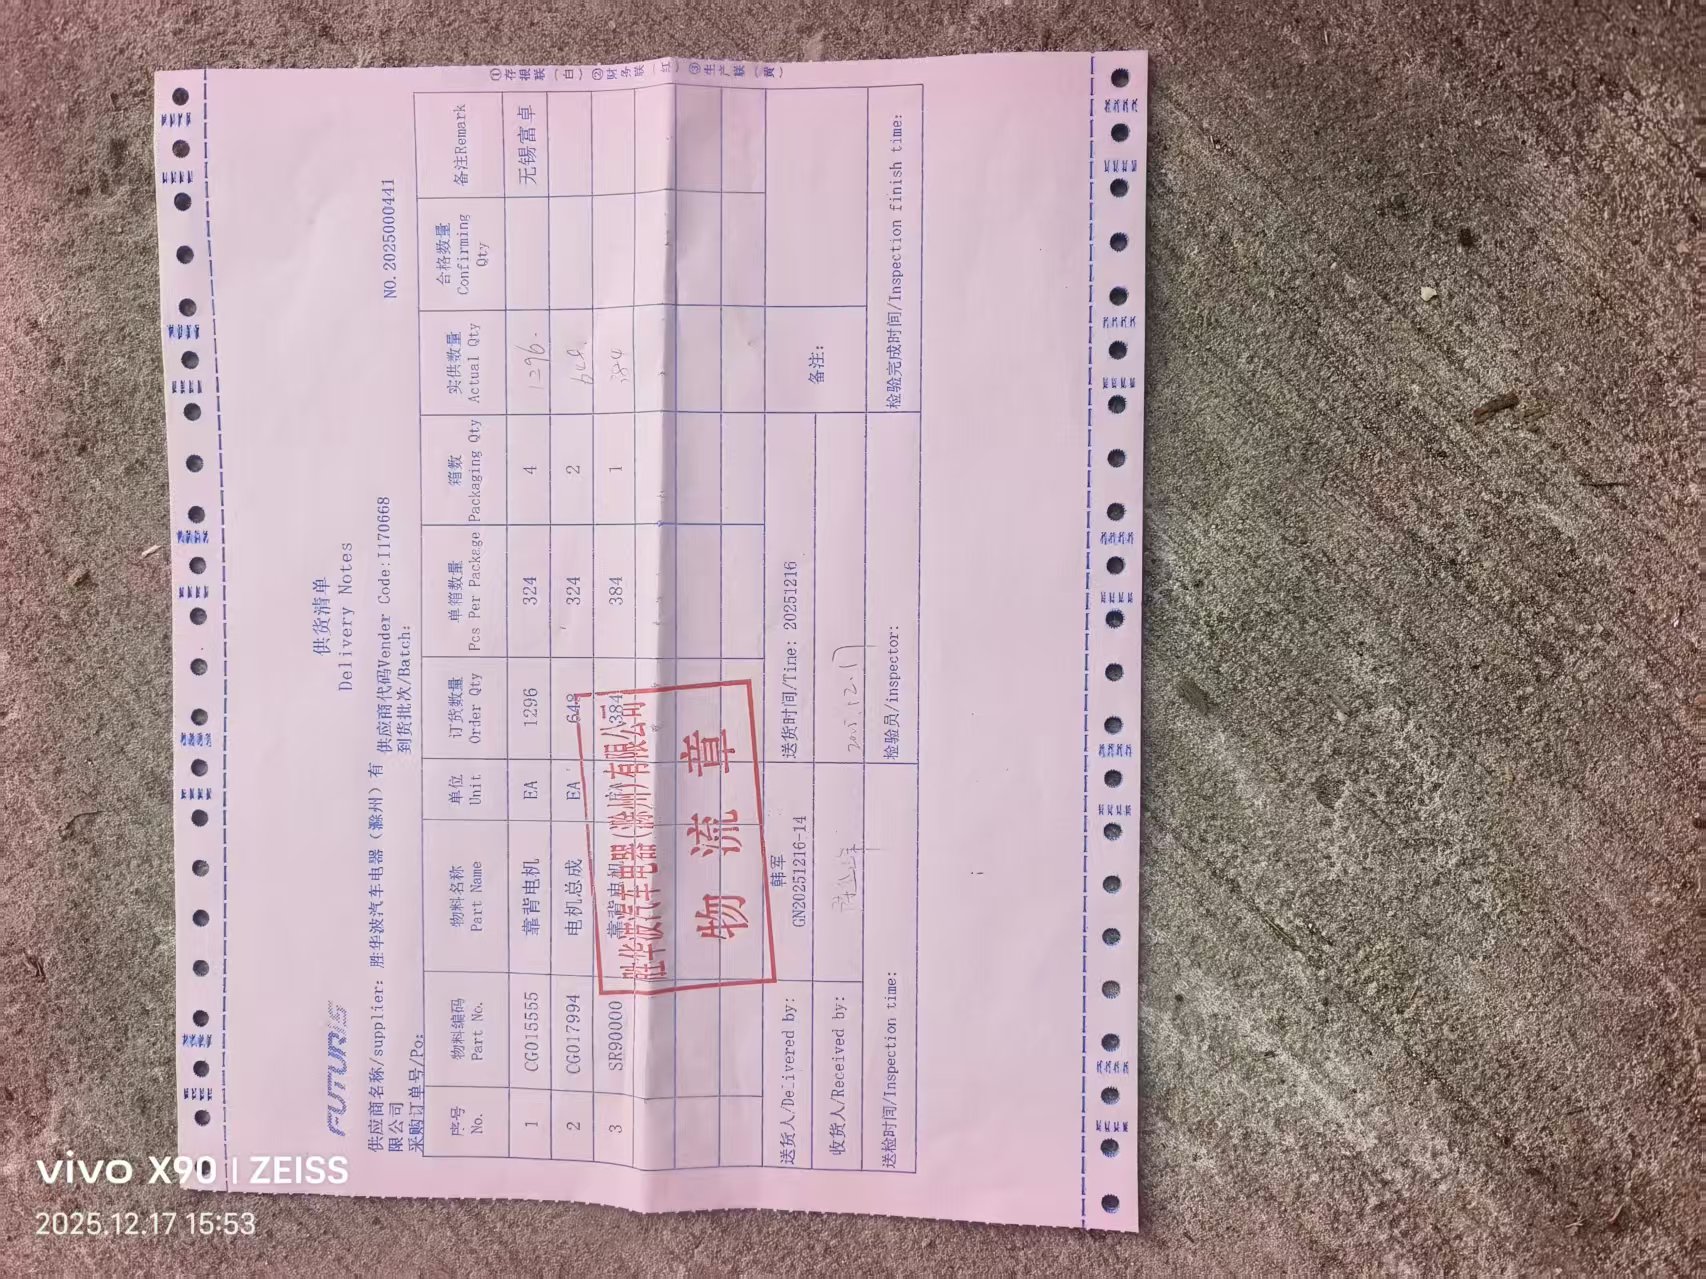 FUTURIS
供货清单
Delivery Notes
供应商名称/supplier: 胜华波汽车电器（滁州）有限公司
供应商代码Vender Code:I170668
NO.2025000441
采购订单号/Po:
到货批次/Batch:
序号 No. 物料编码 Part No. 物料名称 Part Name 单位 Unit 订货数量 Order Qty 单箱数量 Pcs Per Package 箱数 Packaging Qty 实供数量 Actual Qty 合格数量 Confirming Qty 备注Remark
1 CG015555 靠背电机 EA 1296 324 4 1296 无锡富卓
2 CG017994 电机总成 EA 648 324 2 648
3 SR90000 靠背电机 EA 384 384 1 384
胜华波汽车电器(滁州)有限公司
物流章
送货人/Delivered by: 韩军
GN20251216-14
送货时间/Tine: 20251216
备注:
收货人/Received by: 2025.12.17
送检时间/Inspection time:
检验员/inspector:
检验完成时间/Inspection finish time:
①存根联（白）②财务联（红）③生产联（黄）
vivo X90 | ZEISS
2025.12.17 15:53